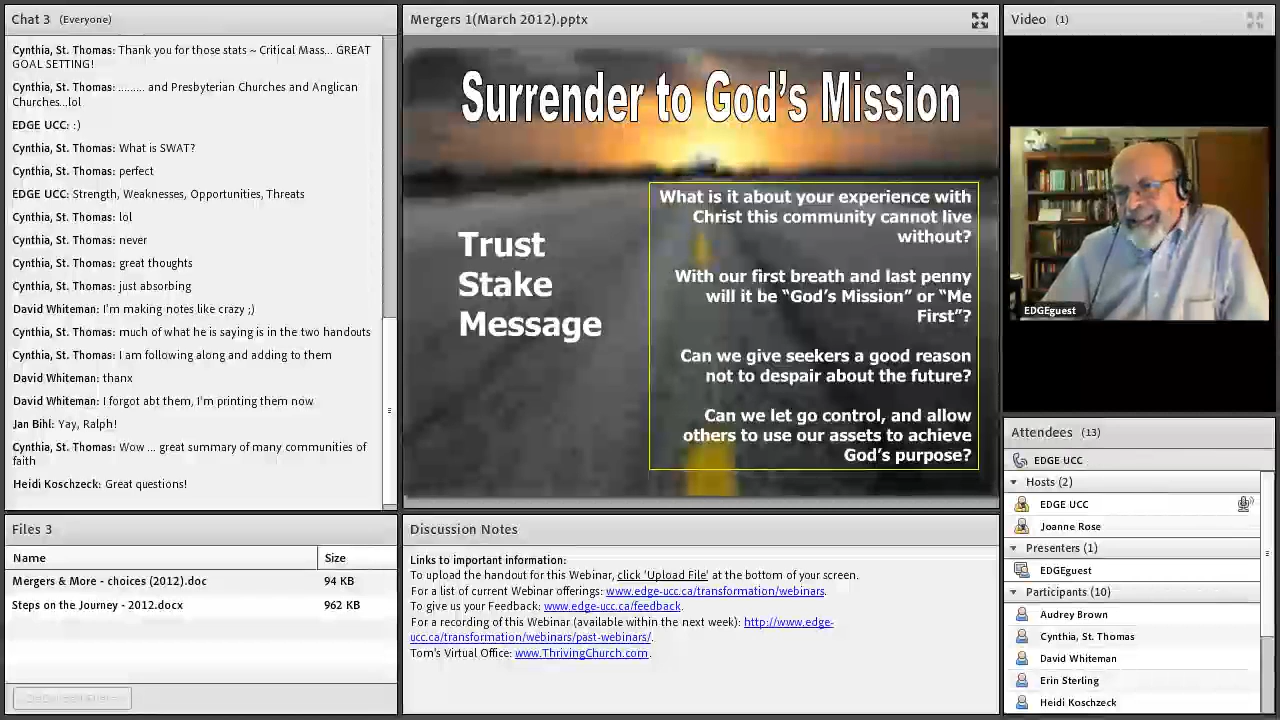 Chat 3 (Everyone)
Cynthia, St. Thomas: Thank you for those stats ~ Critical Mass... GREAT
GOAL SETTING!
Cynthia, St. Thomas: ......... and Presbyterian Churches and Anglican
Churches...lol
EDGE UCC: :)
Cynthia, St. Thomas: What is SWAT?
Cynthia, St. Thomas: perfect
EDGE UCC: Strength, Weaknesses, Opportunities, Threats
Cynthia, St. Thomas: lol
Cynthia, St. Thomas: never
Cynthia, St. Thomas: great thoughts
Cynthia, St. Thomas: just absorbing
David Whiteman: I'm making notes like crazy ;)
Cynthia, St. Thomas: much of what he is saying is in the two handouts
Cynthia, St. Thomas: I am following along and adding to them
David Whiteman: thanx
David Whiteman: I forgot abt them, I'm printing them now
Jan Bihl: Yay, Ralph!
Cynthia, St. Thomas: Wow ... great summary of many communities of
faith
Heidi Koschzeck: Great questions!
Files 3
Name Size
Mergers & More - choices (2012).doc 94 KB
Steps on the Journey - 2012.docx 962 KB
Mergers 1(March 2012).pptx
Surrender to God's Mission
Trust
Stake
Message
What is it about your experience with
Christ this community cannot live
without?
With our first breath and last penny
will it be “God's Mission” or “Me
First”?
Can we give seekers a good reason
not to despair about the future?
Can we let go control, and allow
others to use our assets to achieve
God's purpose?
Discussion Notes
Links to important information:
To upload the handout for this Webinar, click 'Upload File' at the bottom of your screen.
For a list of current Webinar offerings: www.edge-ucc.ca/transformation/webinars.
To give us your Feedback: www.edge-ucc.ca/feedback.
For a recording of this Webinar (available within the next week): http://www.edge-
ucc.ca/transformation/webinars/past-webinars/.
Tom's Virtual Office: www.ThrivingChurch.com.
Video (1)
EDGEguest
Attendees (13)
EDGE UCC
Hosts (2)
EDGE UCC
Joanne Rose
Presenters (1)
EDGEguest
Participants (10)
Audrey Brown
Cynthia, St. Thomas
David Whiteman
Erin Sterling
Heidi Koschzeck